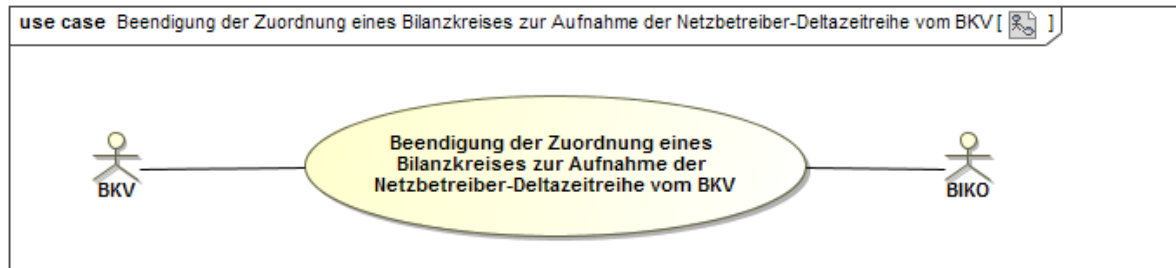 use case Beendigung der Zuordnung eines Bilanzkreises zur Aufnahme der Netzbetreiber-Deltazeitreihe vom BKV [ ]
Beendigung der Zuordnung eines
Bilanzkreises zur Aufnahme der
Netzbetreiber-Deltazeitreihe vom BKV
BKV
BIKO